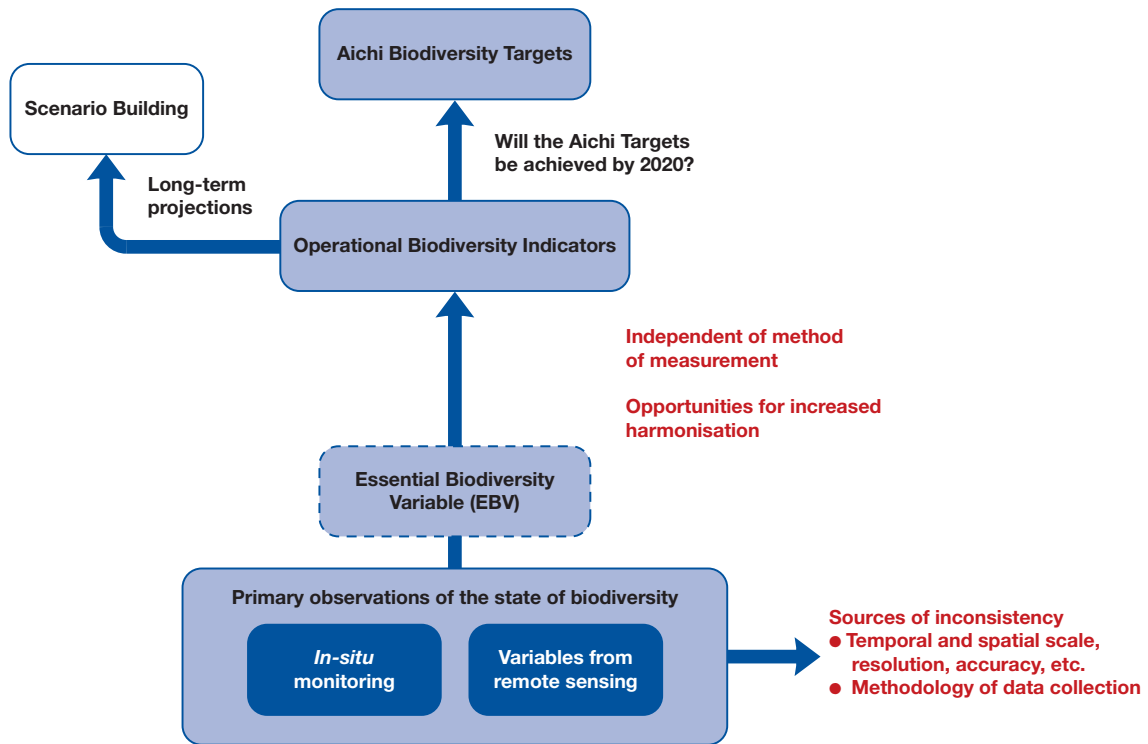 Aichi Biodiversity Targets
Scenario Building
Will the Aichi Targets
be achieved by 2020?
Long-term
projections
Operational Biodiversity Indicators
Independent of method
of measurement
Opportunities for increased
harmonisation
Essential Biodiversity
Variable (EBV)
Primary observations of the state of biodiversity
In-situ
monitoring
Variables from
remote sensing
Sources of inconsistency
● Temporal and spatial scale,
resolution, accuracy, etc.
● Methodology of data collection